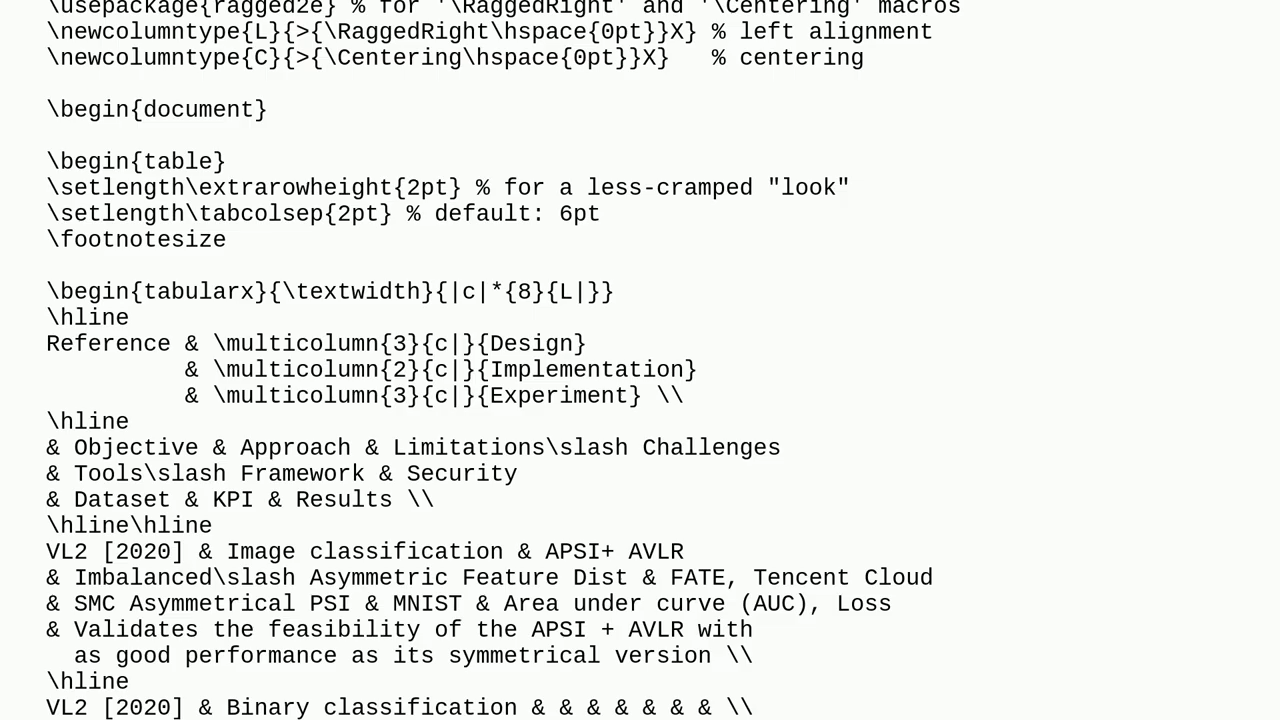 \usepackage{ragged2e} % for '\RaggedRight' and '\Centering' macros
\newcolumntype{L}{>{\RaggedRight\hspace{0pt}}X} % left alignment
\newcolumntype{C}{>{\Centering\hspace{0pt}}X}   % centering
\begin{document}
\begin{table}
\setlength\extrarowheight{2pt} % for a less-cramped "look"
\setlength\tabcolsep{2pt} % default: 6pt
\footnotesize
\begin{tabularx}{\textwidth}{|c|*{8}{L|}}
\hline
Reference & \multicolumn{3}{c|}{Design}
          & \multicolumn{2}{c|}{Implementation}
          & \multicolumn{3}{c|}{Experiment} \\
\hline
& Objective & Approach & Limitations\slash Challenges
& Tools\slash Framework & Security
& Dataset & KPI & Results \\
\hline\hline
VL2 [2020] & Image classification & APSI+ AVLR
& Imbalanced\slash Asymmetric Feature Dist & FATE, Tencent Cloud
& SMC Asymmetrical PSI & MNIST & Area under curve (AUC), Loss
& Validates the feasibility of the APSI + AVLR with
  as good performance as its symmetrical version \\
\hline
VL2 [2020] & Binary classification & & & & & & & \\